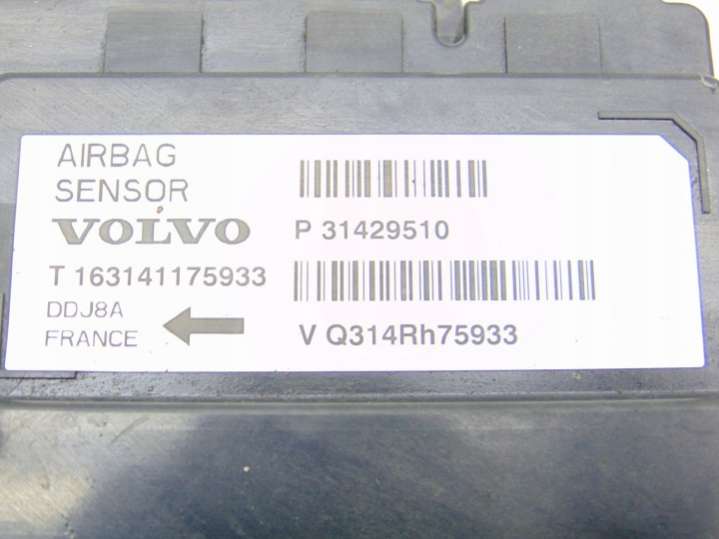 AIRBAG
SENSOR
VOLVO
T 163141175933
DDJ8A
FRANCE
P 31429510
V Q314Rh75933